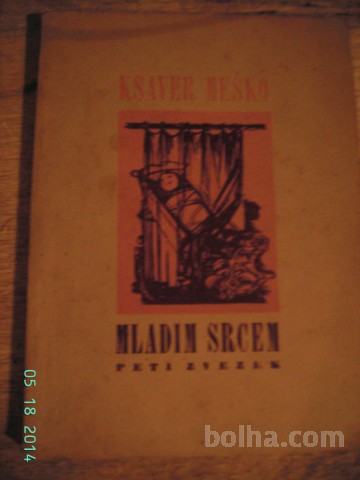 KSAVER MEŠKO
MLADIM SRCEM
PETI ZVEZEK
05 18 2014
bolha.com